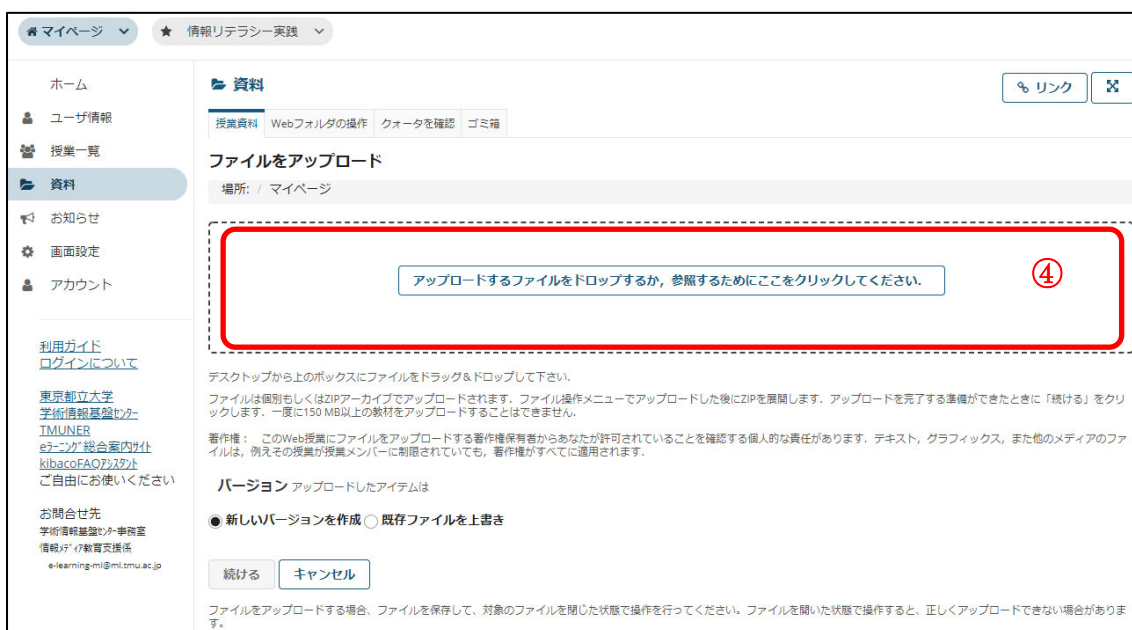 マイページ
★ 情報リテラシー実践
ホーム
ユーザ情報
授業一覧
資料
お知らせ
画面設定
アカウント
利用ガイド
ログインについて
東京都立大学
学術情報基盤センター
TMUNER
eラーニング総合案内サイト
kibacoFAQアシスタント
ご自由にお使いください
お問合せ先
学術情報基盤センター事務室
情報メディア教育支援係
e-learning-ml@ml.tmu.ac.jp
資料
リンク
授業資料 Webフォルダの操作 クォータを確認 ゴミ箱
ファイルをアップロード
場所: / マイページ
アップロードするファイルをドロップするか, 参照するためにここをクリックしてください.
④
デスクトップから上のボックスにファイルをドラッグ&ドロップして下さい.
ファイルは個別もしくはZIPアーカイブでアップロードされます. ファイル操作メニューでアップロードした後にZIPを展開します. アップロードを完了する準備ができたときに「続ける」をクリ
ックします. 一度に150 MB以上の教材をアップロードすることはできません.
著作権: このWeb授業にファイルをアップロードする著作権保有者からあなたが許可されていることを確認する個人的な責任があります. テキスト, グラフィックス, また他のメディアのファ
イルは, 例えその授業が授業メンバーに制限されていても, 著作権がすべてに適用されます.
バージョン アップロードしたアイテムは
新しいバージョンを作成 既存ファイルを上書き
続ける キャンセル
ファイルをアップロードする場合、ファイルを保存して、対象のファイルを閉じた状態で操作を行ってください。ファイルを開いた状態で操作すると、正しくアップロードできない場合がありま
す。